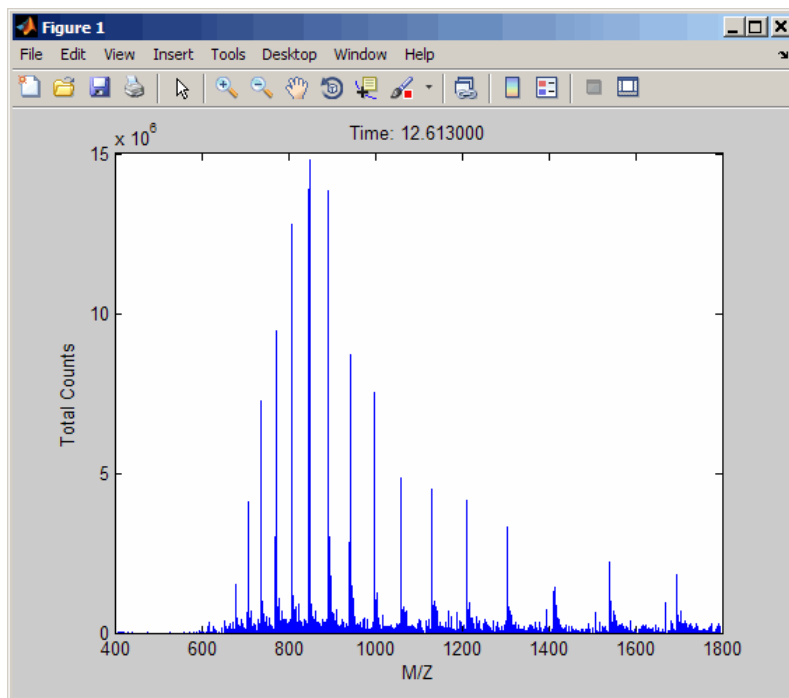 Figure 1
File Edit View Insert Tools Desktop Window Help
x 10^6
Time: 12.613000
15
10
5
0
Total Counts
400 600 800 1000 1200 1400 1600 1800
M/Z